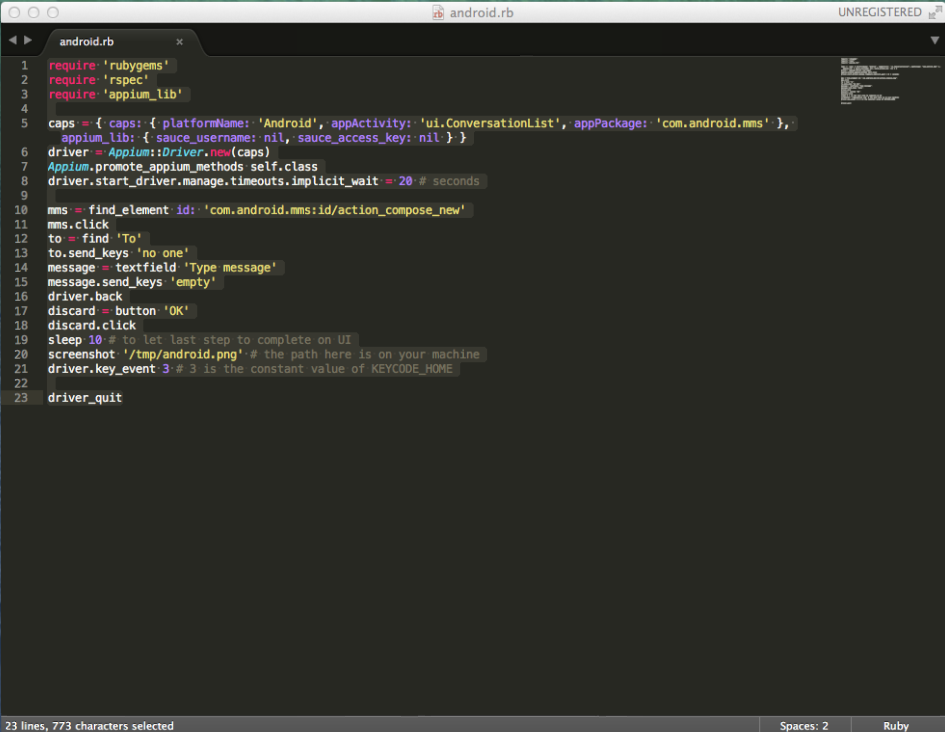 android.rb
UNREGISTERED
android.rb ×
1 require 'rubygems'
2 require 'rspec'
3 require 'appium_lib'
4
5 caps = { caps: { platformName: 'Android', appActivity: 'ui.ConversationList', appPackage: 'com.android.mms' },
appium_lib: { sauce_username: nil, sauce_access_key: nil } }
6 driver = Appium::Driver.new(caps)
7 Appium.promote_appium_methods self.class
8 driver.start_driver.manage.timeouts.implicit_wait = 20 # seconds
9
10 mms = find_element id: 'com.android.mms:id/action_compose_new'
11 mms.click
12 to = find 'To'
13 to.send_keys 'no one'
14 message = textfield 'Type message'
15 message.send_keys 'empty'
16 driver.back
17 discard = button 'OK'
18 discard.click
19 sleep 10 # to let last step to complete on UI
20 screenshot '/tmp/android.png' # the path here is on your machine
21 driver.key_event 3 # 3 is the constant value of KEYCODE_HOME
22
23 driver_quit
23 lines, 773 characters selected
Spaces: 2
Ruby